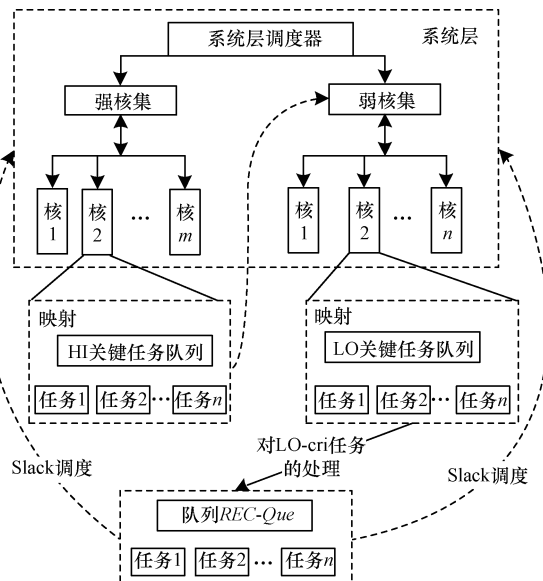 系统层调度器
系统层
强核集
弱核集
核1
核2
...
核m
核1
核2
...
核n
映射
HI关键任务队列
任务1 任务2 ... 任务n
映射
LO关键任务队列
任务1 任务2 ... 任务n
对LO-cri任务
的处理
Slack调度
Slack调度
队列REC-Que
任务1 任务2 ... 任务n